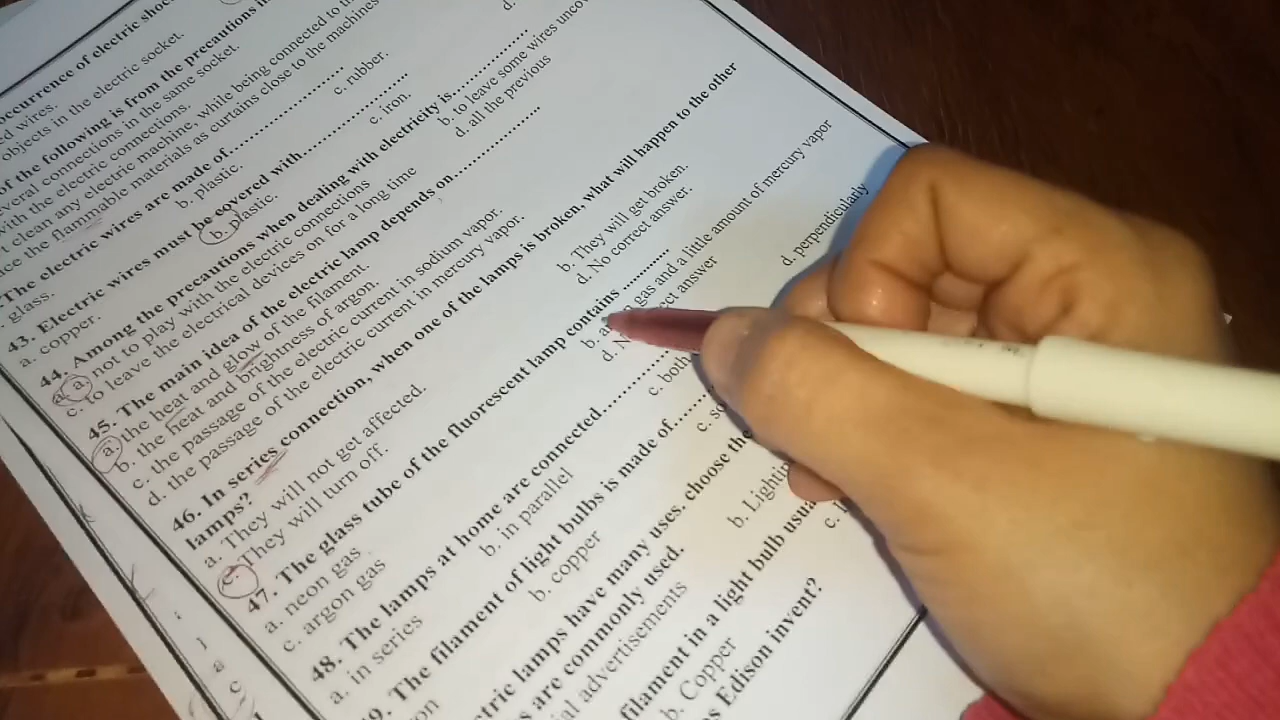 occurrence of electric shoc
ed wires.
objects in the electric socket.
of the following is from the precautions i
several connections in the same socket.
with the electric connections.
clean any electric machine, while being connected to
flammable materials as curtains close to the machines
d.
The electric wires are made of
. glass.
b. plastic.
c. rubber.
43. Electric wires must be covered with
a. copper.
b. plastic.
c. iron.
44. Among the precautions when dealing with electricity is
a. not to play with the electric connections
b. to leave some wires
c. to leave the electrical devices on for a long time
d. all the previous
45. The main idea of the electric lamp depends on
a. the heat and glow of the filament.
b. the heat and brightness of argon.
c. the passage of the electric current in sodium vapor.
d. the passage of the electric current in mercury vapor.
46. In series connection, when one of the lamps is broken, what will happen to the other
lamps?
a. They will not get affected.
b. They will get broken.
c. They will turn off.
d. No correct answer.
47. The glass tube of the fluorescent lamp contains
a. neon gas
b. gas and a little amount of mercury vapor
c. argon gas
d. answer
48. The lamps at home are connected
a. in series
b. in parallel
c. both
d. perpendicularly
The filament of light bulbs is made of
b. copper
c.
lamps have many uses. choose the
are commonly used.
advertisements
b.
filament in a light bulb
b. Copper
c.
Edison invent?